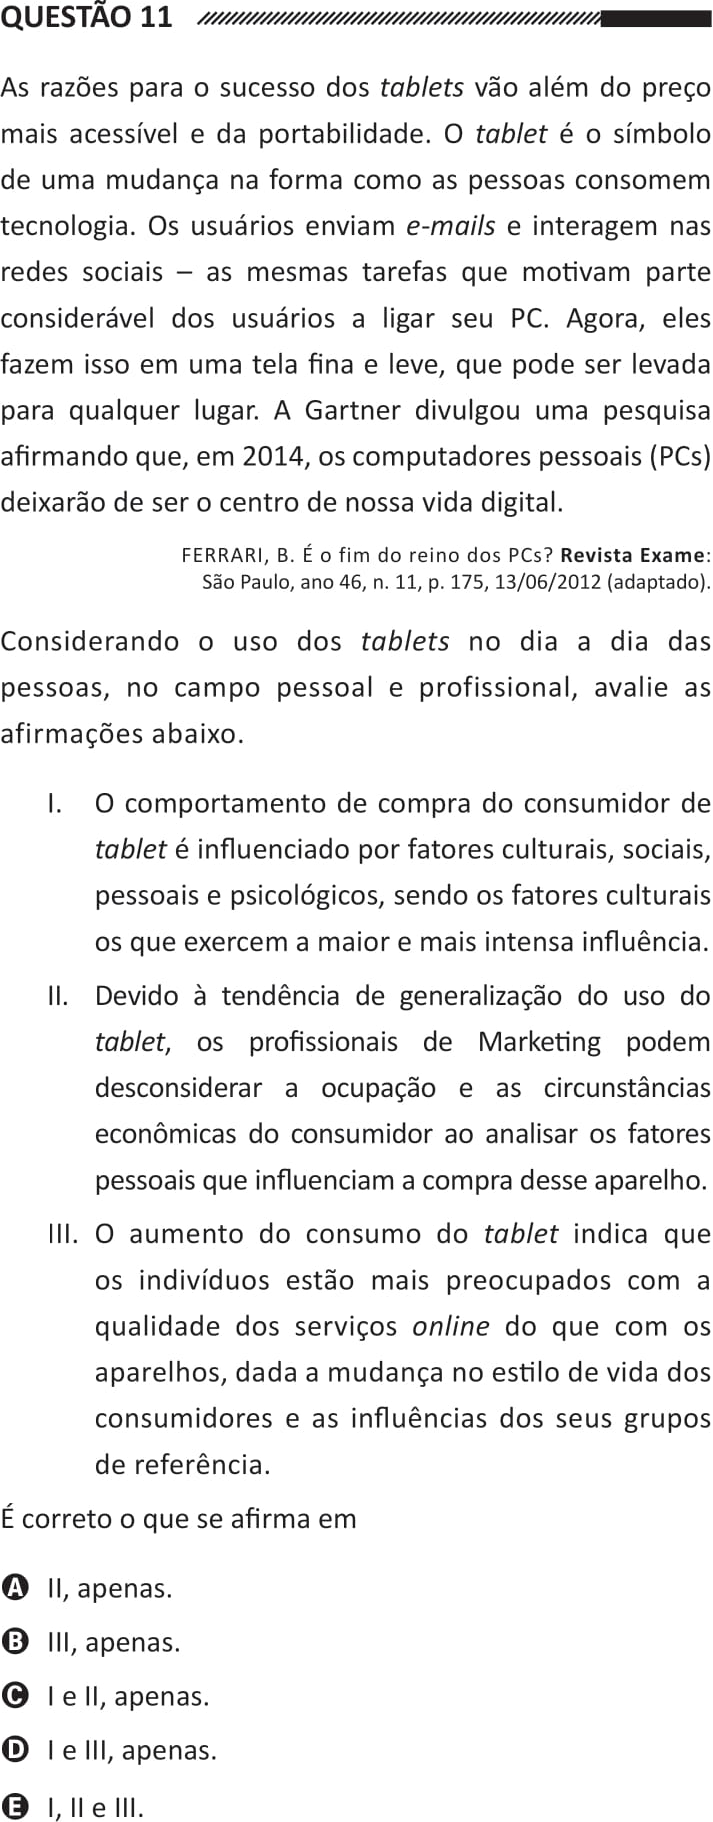 QUESTÃO 11
As razões para o sucesso dos tablets vão além do preço
mais acessível e da portabilidade. O tablet é o símbolo
de uma mudança na forma como as pessoas consomem
tecnologia. Os usuários enviam e-mails e interagem nas
redes sociais – as mesmas tarefas que motivam parte
considerável dos usuários a ligar seu PC. Agora, eles
fazem isso em uma tela fina e leve, que pode ser levada
para qualquer lugar. A Gartner divulgou uma pesquisa
afirmando que, em 2014, os computadores pessoais (PCs)
deixarão de ser o centro de nossa vida digital.
FERRARI, B. É o fim do reino dos PCs? Revista Exame:
São Paulo, ano 46, n. 11, p. 175, 13/06/2012 (adaptado).
Considerando o uso dos tablets no dia a dia das
pessoas, no campo pessoal e profissional, avalie as
afirmações abaixo.
I. O comportamento de compra do consumidor de
tablet é influenciado por fatores culturais, sociais,
pessoais e psicológicos, sendo os fatores culturais
os que exercem a maior e mais intensa influência.
II. Devido à tendência de generalização do uso do
tablet, os profissionais de Marketing podem
desconsiderar a ocupação e as circunstâncias
econômicas do consumidor ao analisar os fatores
pessoais que influenciam a compra desse aparelho.
III. O aumento do consumo do tablet indica que
os indivíduos estão mais preocupados com a
qualidade dos serviços online do que com os
aparelhos, dada a mudança no estilo de vida dos
consumidores e as influências dos seus grupos
de referência.
É correto o que se afirma em
A II, apenas.
B III, apenas.
C I e II, apenas.
D I e III, apenas.
E I, II e III.